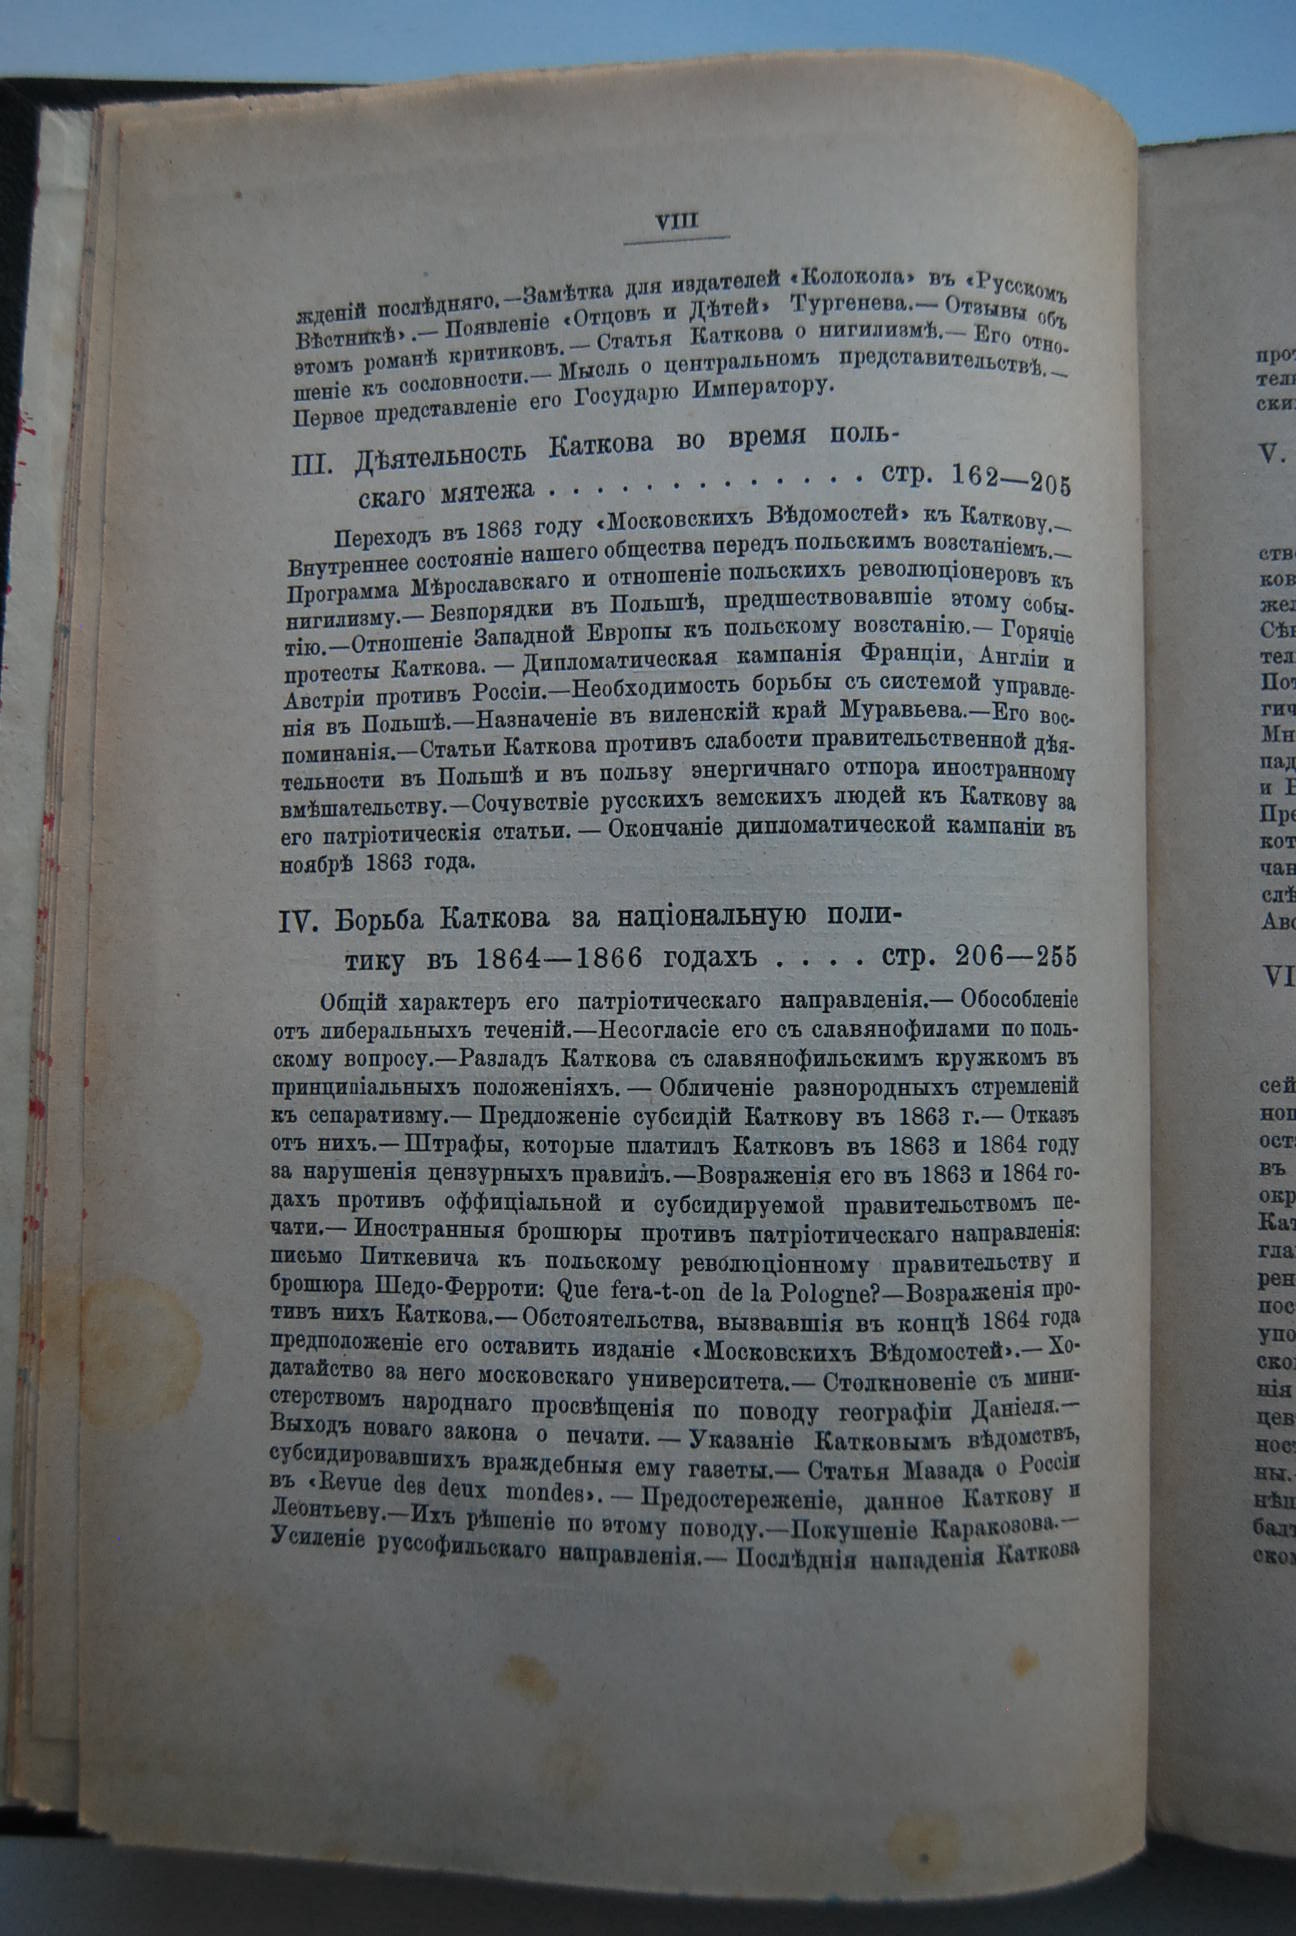 VIII
жденій послѣдняго.—Замѣтка для издателей «Колокола» въ «Русскомъ
Вѣстникѣ».— Появленіе «Отцовъ и Дѣтей» Тургенева.— Отзывы объ
этомъ романѣ критиковъ.— Статья Каткова о нигилизмѣ.— Его отно-
шеніе къ сословности.— Мысль о центральномъ представительствѣ.—
Первое представленіе его Государю Императору.
III. Дѣятельность Каткова во время поль-
скаго мятежа . . . . . . . . . . . . . стр. 162—205
Переходъ въ 1863 году «Московскихъ Вѣдомостей» къ Каткову.—
Внутреннее состояніе нашего общества передъ польскимъ возстаніемъ.—
Программа Мѣрославскаго и отношеніе польскихъ революціонеровъ къ
нигилизму.— Безпорядки въ Польшѣ, предшествовавшіе этому собы-
тію.—Отношеніе Западной Европы къ польскому возстанію.— Горячіе
протесты Каткова. — Дипломатическая кампанія Франціи, Англіи и
Австріи противъ Россіи.—Необходимость борьбы съ системой управле-
нія въ Польшѣ.—Назначеніе въ виленскій край Муравьева.—Его вос-
поминанія.—Статьи Каткова противъ слабости правительственной дѣя-
тельности въ Польшѣ и въ пользу энергичнаго отпора иностранному
вмѣшательству.—Сочувствіе русскихъ земскихъ людей къ Каткову за
его патріотическія статьи. — Окончаніе дипломатической кампаніи въ
ноябрѣ 1863 года.
IV. Борьба Каткова за національную поли-
тику въ 1864—1866 годахъ . . . . стр. 206—255
Общій характеръ его патріотическаго направленія.— Обособленіе
отъ либеральныхъ теченій.—Несогласіе его съ славянофилами по поль-
скому вопросу.—Разладъ Каткова съ славянофильскимъ кружкомъ въ
принципіальныхъ положеніяхъ. — Обличеніе разнородныхъ стремленій
къ сепаратизму.— Предложеніе субсидій Каткову въ 1863 г.— Отказъ
отъ нихъ.— Штрафы, которые платилъ Катковъ въ 1863 и 1864 году
за нарушенія цензурныхъ правилъ.—Возраженія его въ 1863 и 1864 го-
дахъ противъ оффиціальной и субсидируемой правительствомъ пе-
чати.— Иностранныя брошюры противъ патріотическаго направленія:
письмо Питкевича къ польскому революціонному правительству и
брошюра Шедо-Ферроти: Que fera-t-on de la Pologne?—Возраженія про-
тивъ нихъ Каткова.—Обстоятельства, вызвавшія въ концѣ 1864 года
предположеніе его оставить изданіе «Московскихъ Вѣдомостей».— Хо-
датайство за него московскаго университета.— Столкновеніе съ мини-
стерствомъ народнаго просвѣщенія по поводу географіи Даніеля.—
Выходъ новаго закона о печати. — Указаніе Катковымъ вѣдомствъ,
субсидировавшихъ враждебныя ему газеты.— Статья Мазада о Россіи
въ «Revue des deux mondes». — Предостереженіе, данное Каткову и
Леонтьеву.—Ихъ рѣшеніе по этому поводу.—Покушеніе Каракозова.—
Усиленіе руссофильскаго направленія.— Послѣднія нападенія Каткова
V.
VI